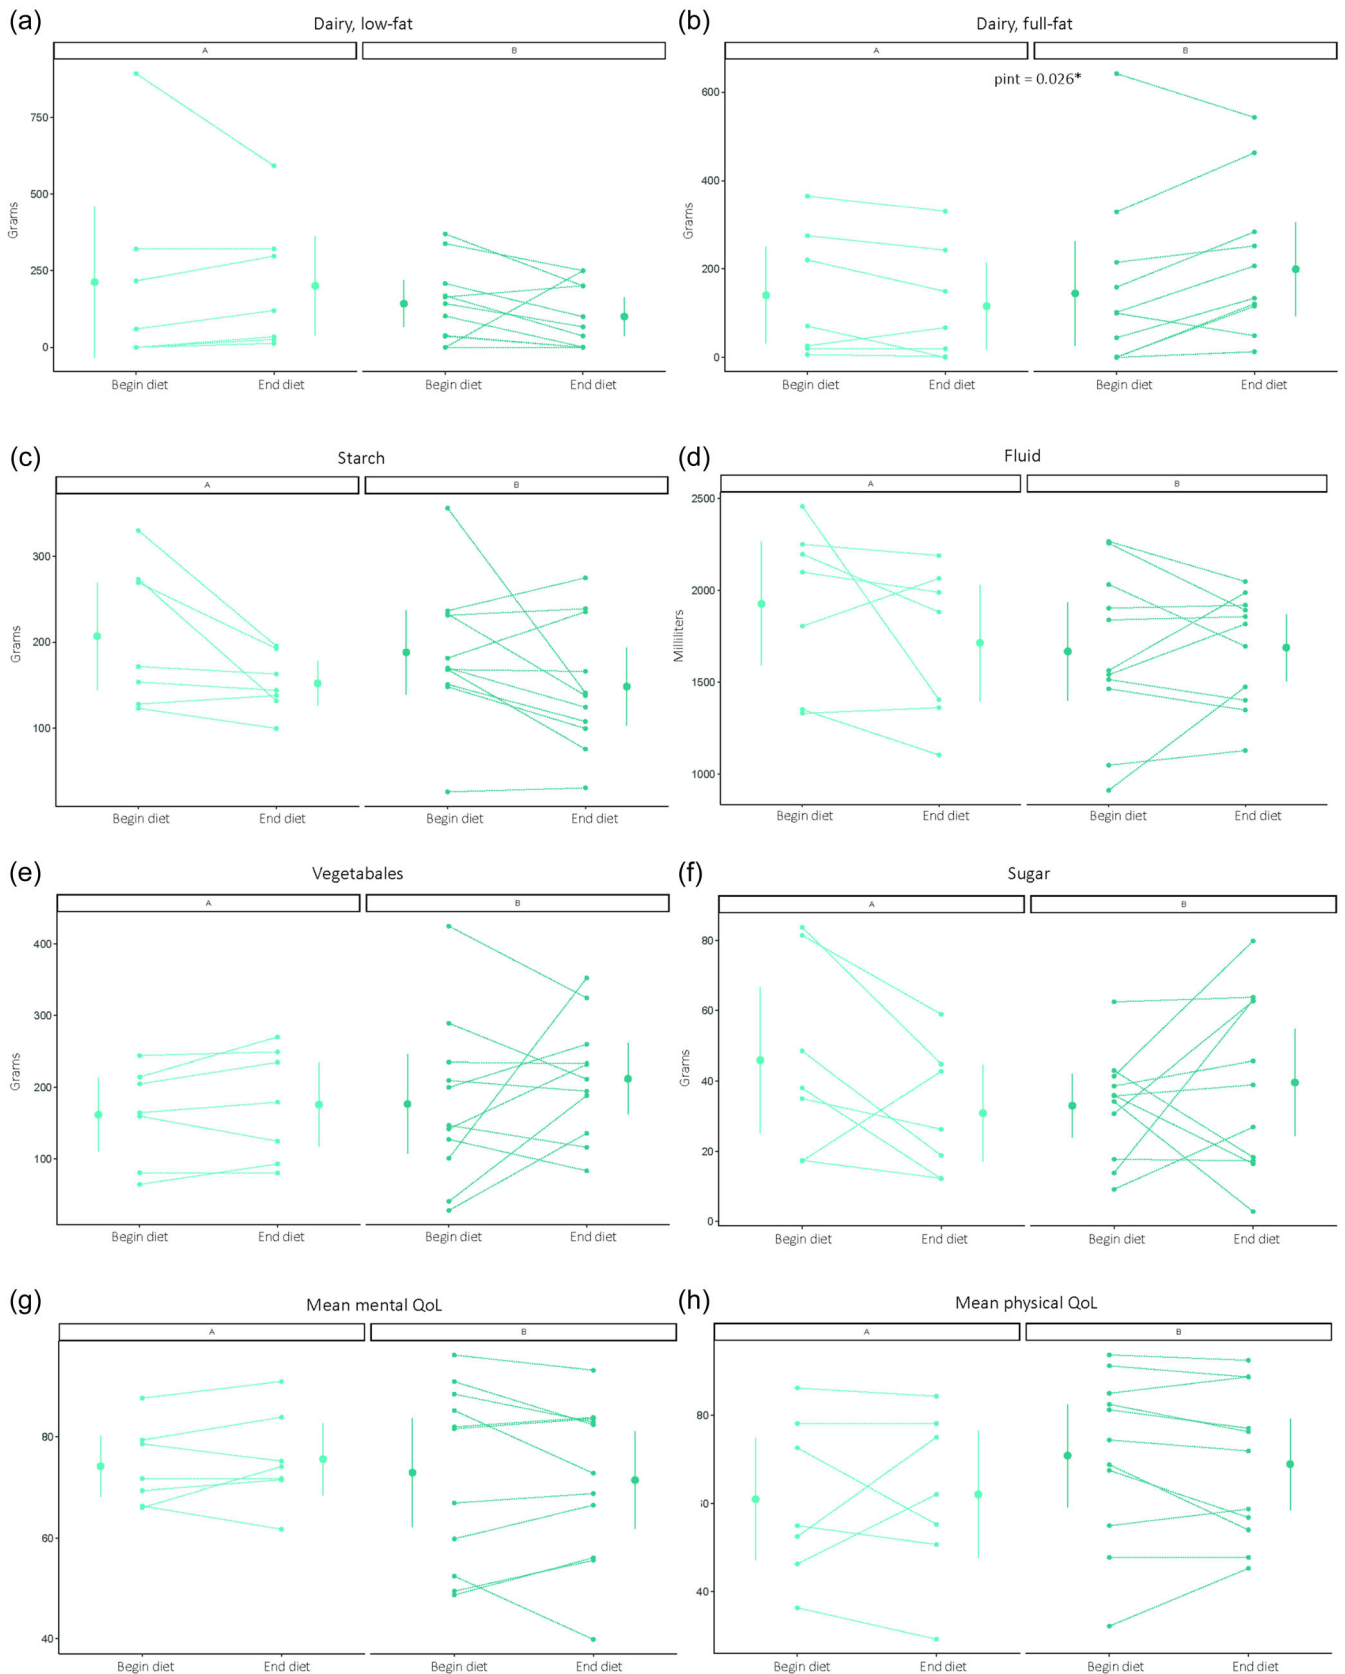 (a)
Dairy, low-fat
A
B
Grams
750
500
250
0
Begin diet
End diet
Begin diet
End diet
(b)
Dairy, full-fat
A
B
pint = 0.026*
Grams
600
400
200
0
Begin diet
End diet
Begin diet
End diet
(c)
Starch
A
B
Grams
300
200
100
Begin diet
End diet
Begin diet
End diet
(d)
Fluid
A
B
Milliliters
2500
2000
1500
1000
Begin diet
End diet
Begin diet
End diet
(e)
Vegetabales
A
B
Grams
400
300
200
100
Begin diet
End diet
Begin diet
End diet
(f)
Sugar
A
B
Grams
80
60
40
20
0
Begin diet
End diet
Begin diet
End diet
(g)
Mean mental QoL
A
B
80
60
40
Begin diet
End diet
Begin diet
End diet
(h)
Mean physical QoL
A
B
80
60
40
Begin diet
End diet
Begin diet
End diet